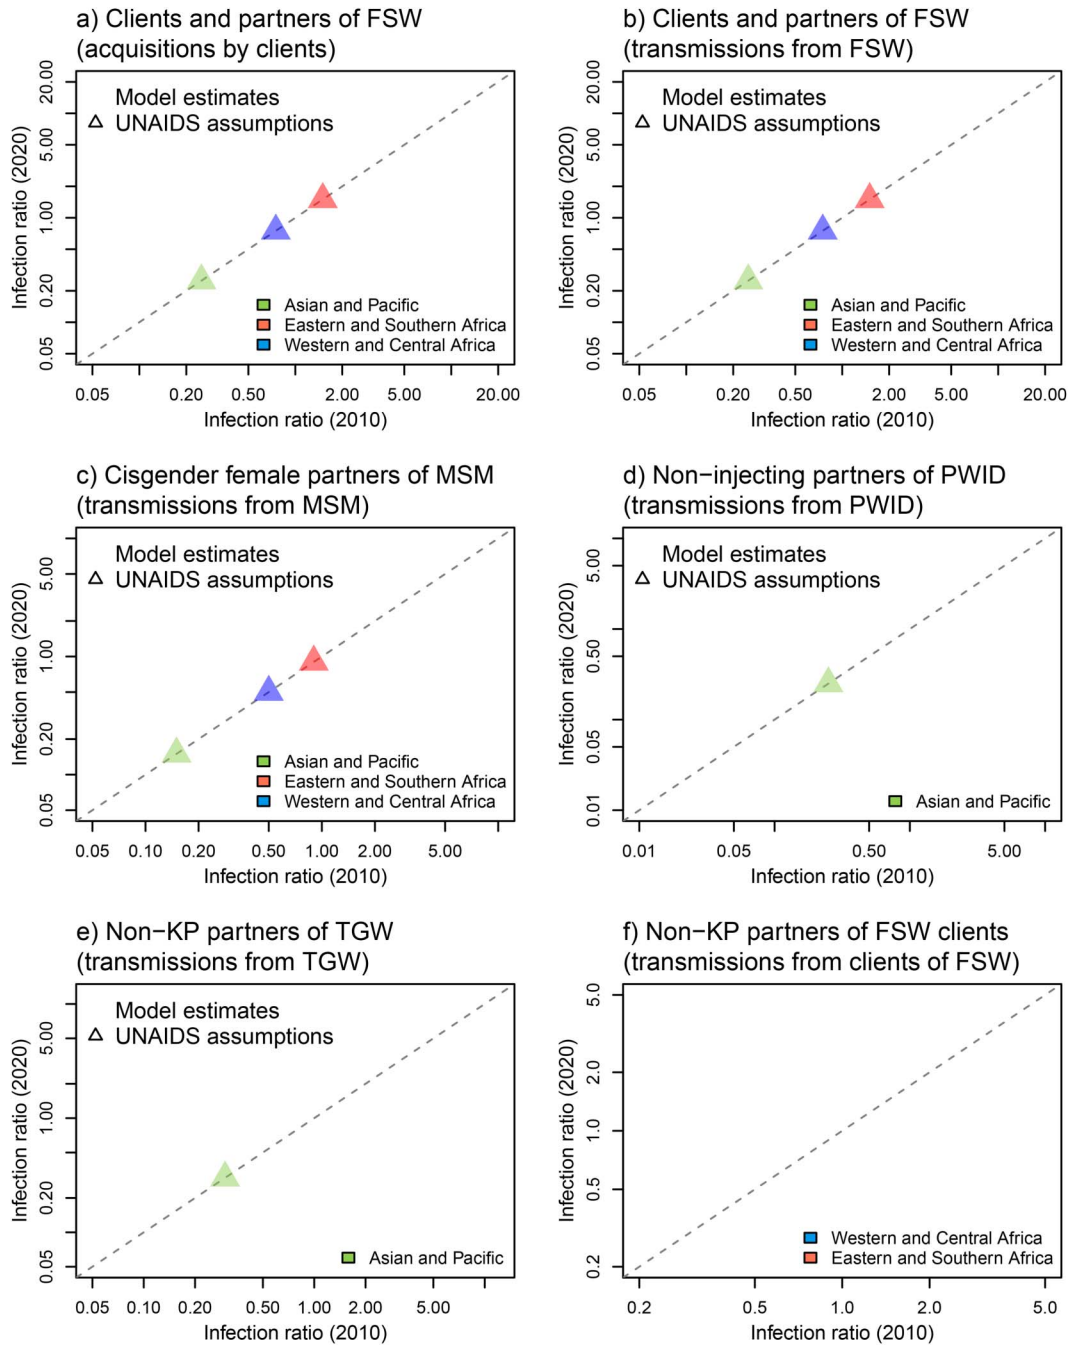 a) Clients and partners of FSW
(acquisitions by clients)
Infection ratio (2020)
20.00
5.00
1.00
0.20
0.05
Model estimates
UNAIDS assumptions
Asian and Pacific
Eastern and Southern Africa
Western and Central Africa
0.05 0.20 0.50 2.00 5.00 20.00
Infection ratio (2010)
b) Clients and partners of FSW
(transmissions from FSW)
Infection ratio (2020)
20.00
5.00
1.00
0.20
0.05
Model estimates
UNAIDS assumptions
Asian and Pacific
Eastern and Southern Africa
Western and Central Africa
0.05 0.20 0.50 2.00 5.00 20.00
Infection ratio (2010)
c) Cisgender female partners of MSM
(transmissions from MSM)
Infection ratio (2020)
5.00
1.00
0.20
0.05
Model estimates
UNAIDS assumptions
Asian and Pacific
Eastern and Southern Africa
Western and Central Africa
0.05 0.10 0.20 0.50 1.00 2.00 5.00
Infection ratio (2010)
d) Non−injecting partners of PWID
(transmissions from PWID)
Infection ratio (2020)
5.00
0.50
0.05
0.01
Model estimates
UNAIDS assumptions
Asian and Pacific
0.01 0.05 0.50 5.00
Infection ratio (2010)
e) Non−KP partners of TGW
(transmissions from TGW)
Infection ratio (2020)
5.00
1.00
0.20
0.05
Model estimates
UNAIDS assumptions
Asian and Pacific
0.05 0.10 0.20 0.50 1.00 2.00 5.00
Infection ratio (2010)
f) Non−KP partners of FSW clients
(transmissions from clients of FSW)
Infection ratio (2020)
5.0
2.0
1.0
0.5
0.2
Western and Central Africa
Eastern and Southern Africa
0.2 0.5 1.0 2.0 5.0
Infection ratio (2010)